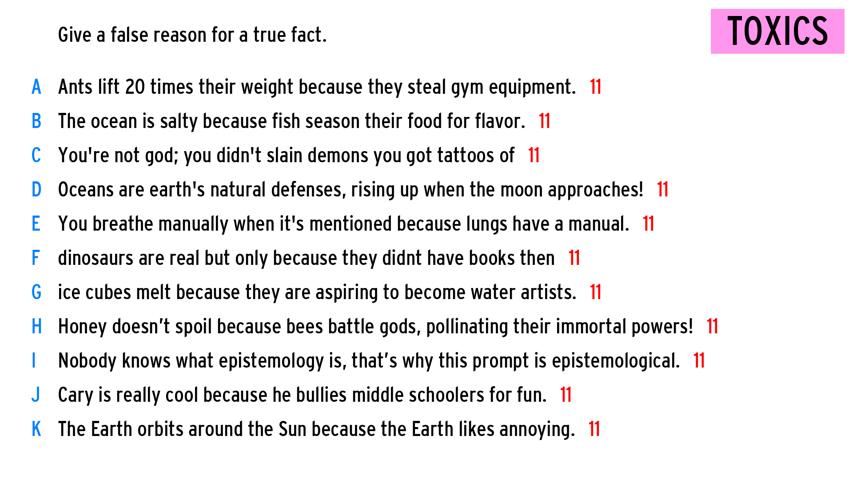 Give a false reason for a true fact.
TOXICS
A Ants lift 20 times their weight because they steal gym equipment. 11
B The ocean is salty because fish season their food for flavor. 11
C You're not god; you didn't slain demons you got tattoos of 11
D Oceans are earth's natural defenses, rising up when the moon approaches! 11
E You breathe manually when it's mentioned because lungs have a manual. 11
F dinosaurs are real but only because they didnt have books then 11
G ice cubes melt because they are aspiring to become water artists. 11
H Honey doesn’t spoil because bees battle gods, pollinating their immortal powers! 11
I Nobody knows what epistemology is, that’s why this prompt is epistemological. 11
J Cary is really cool because he bullies middle schoolers for fun. 11
K The Earth orbits around the Sun because the Earth likes annoying. 11